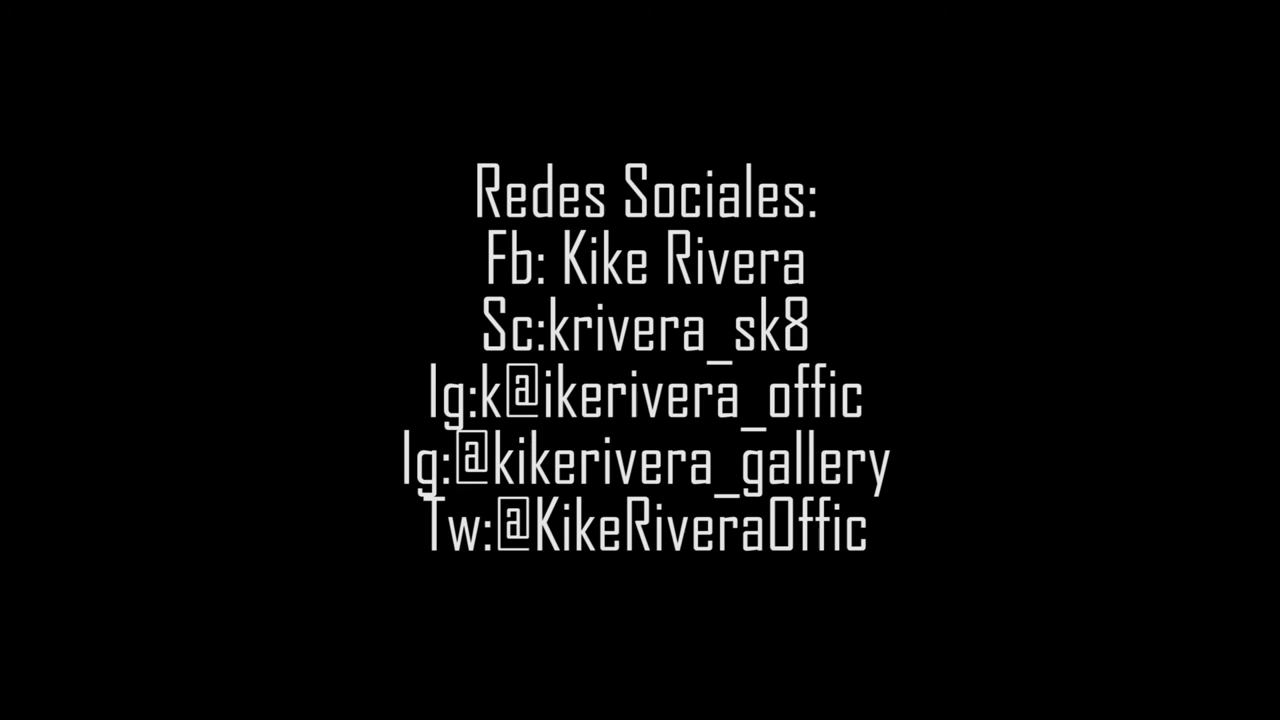 Redes Sociales:
Fb: Kike Rivera
Sc:krivera_sk8
Ig:k@ikerivera_offic
Ig:@kikerivera_gallery
Tw:@KikeRiveraOffic